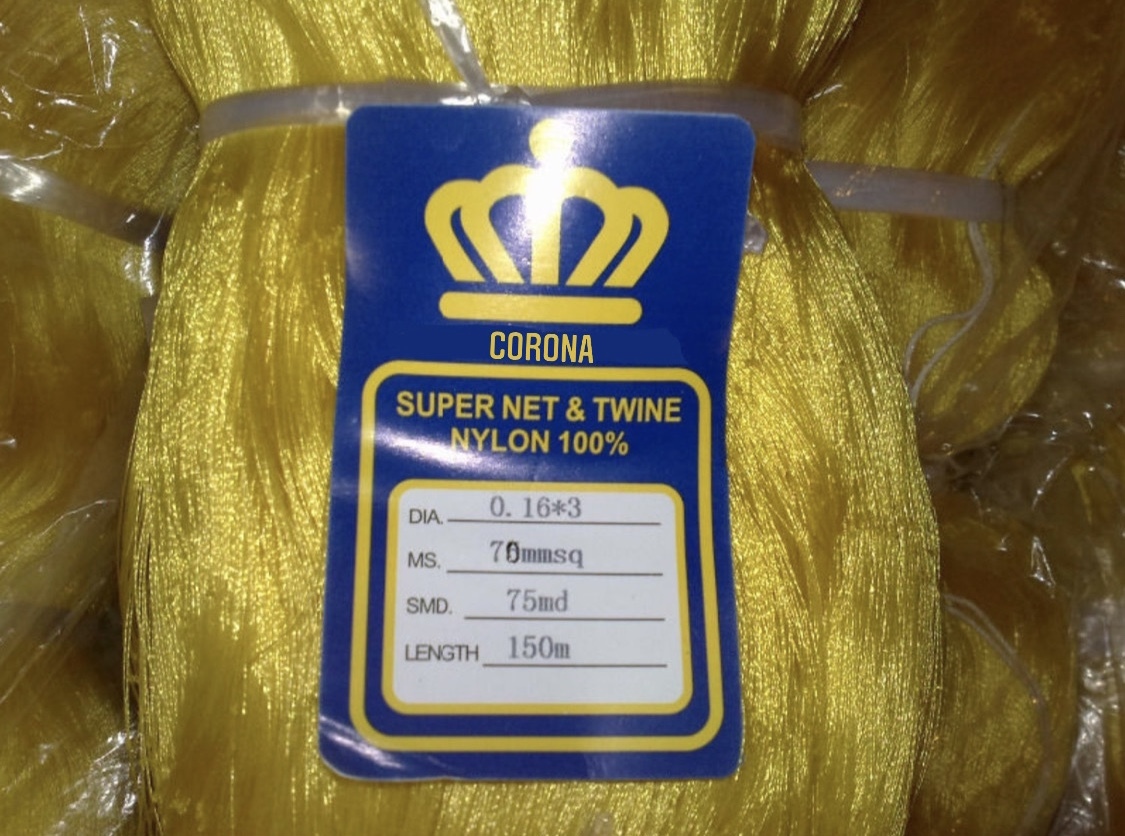 CORONA
SUPER NET & TWINE
NYLON 100%
DIA. 0.16*3
MS.
SMD. 75md
LENGTH 150m